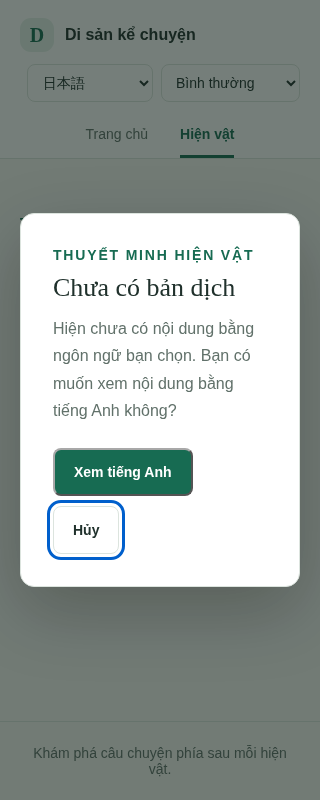 D
Di sản kể chuyện
日本語
Bình thường
Trang chủ
Hiện vật
THUYẾT MINH HIỆN VẬT
Chưa có bản dịch
Hiện chưa có nội dung bằng
ngôn ngữ bạn chọn. Bạn có
muốn xem nội dung bằng
tiếng Anh không?
Xem tiếng Anh
Hủy
Khám phá câu chuyện phía sau mỗi hiện
vật.